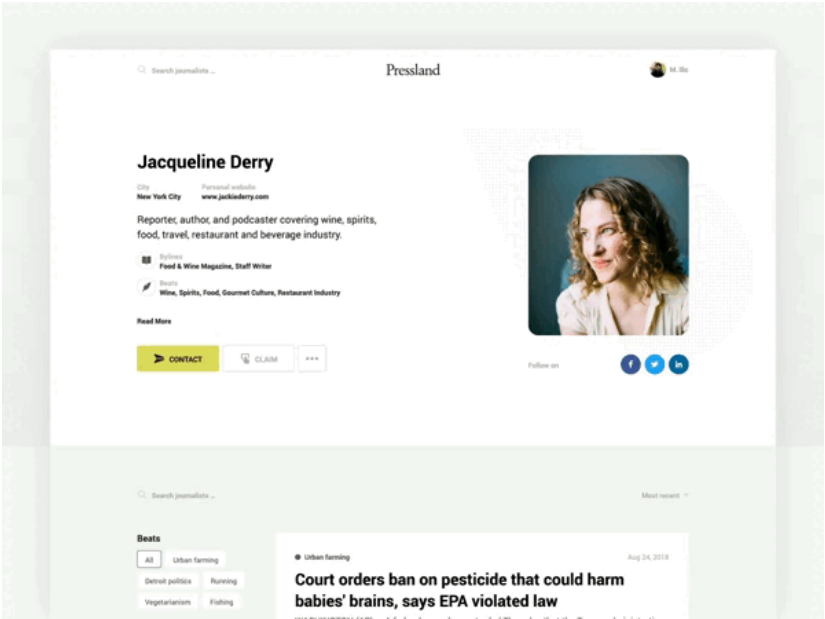 Search journalists ...
Pressland
M. Ilic
Jacqueline Derry
City
Personal website
New York City
www.jackiederry.com
Reporter, author, and podcaster covering wine, spirits,
food, travel, restaurant and beverage industry.
Bylines
Food & Wine Magazine, Staff Writer
Beats
Wine, Spirits, Food, Gourmet Culture, Restaurant Industry
Read More
CONTACT
CLAIM
Follow on
Search journalists ...
Most recent
Beats
All
Urban farming
Detroit politics
Running
Vegetarianism
Fishing
Urban farming
Aug 24, 2018
Court orders ban on pesticide that could harm
babies' brains, says EPA violated law